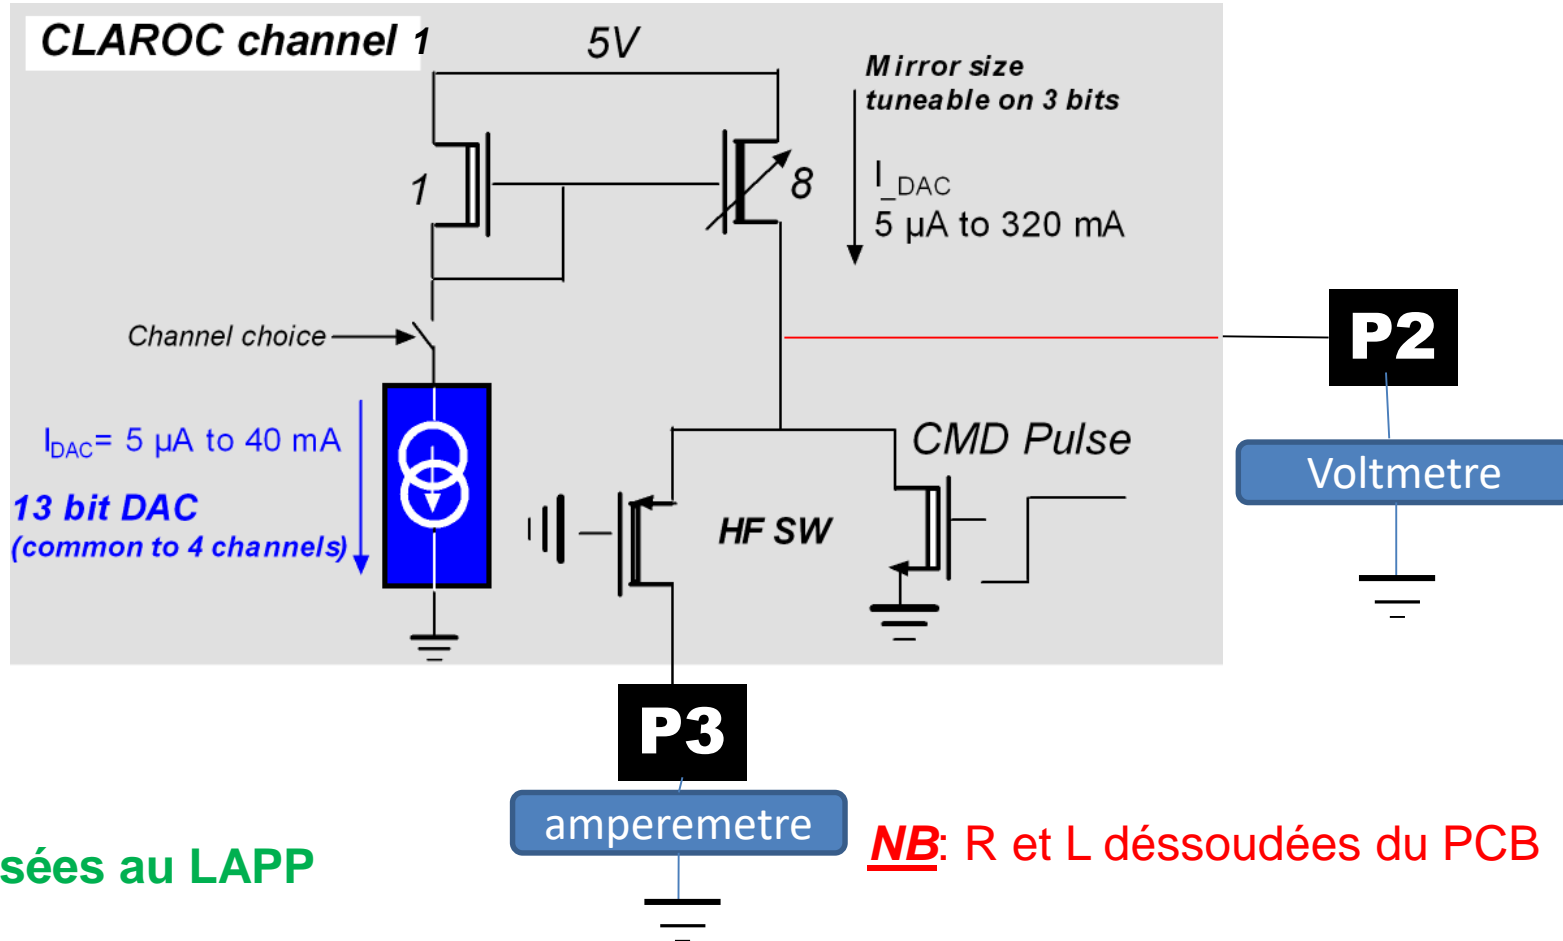 CLAROC channel 1
5V
Mirror size
tuneable on 3 bits
1
8
I_DAC
5 µA to 320 mA
Channel choice
P2
IDAC= 5 µA to 40 mA
CMD Pulse
Voltmetre
13 bit DAC
(common to 4 channels)
HF SW
P3
amperemetre
NB: R et L déssoudées du PCB
sées au LAPP